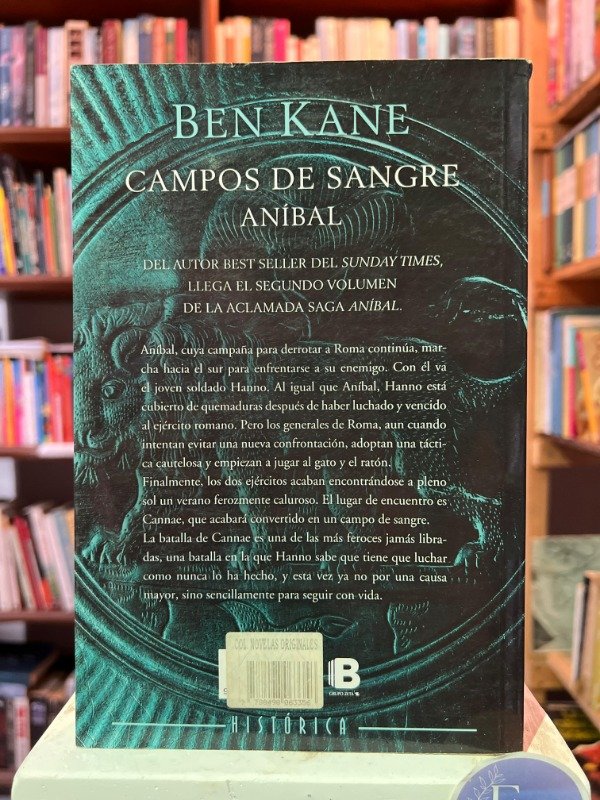 BEN KANE
CAMPOS DE SANGRE
ANÍBAL
DEL AUTOR BEST SELLER DEL SUNDAY TIMES,
LLEGA EL SEGUNDO VOLUMEN
DE LA ACLAMADA SAGA ANÍBAL.
Aníbal, cuya campaña para derrotar a Roma continúa, mar-
cha hacia el sur para enfrentarse a su enemigo. Con él va
el joven soldado Hanno. Al igual que Aníbal, Hanno está
cubierto de quemaduras después de haber luchado y vencido
al ejército romano. Pero los generales de Roma, aun cuando
intentan evitar una nueva confrontación, adoptan una tácti-
ca cautelosa y empiezan a jugar al gato y el ratón.
Finalmente, los dos ejércitos acaban encontrándose a pleno
sol un verano ferozmente caluroso. El lugar de encuentro es
Cannae, que acabará convertido en un campo de sangre.
La batalla de Cannae es una de las más feroces jamás libra-
das, una batalla en la que Hanno sabe que tiene que luchar
como nunca lo ha hecho, y esta vez ya no por una causa
mayor, sino sencillamente para seguir con vida.
COL NOVELAS ORIGINALES
B
GRUPO ZETA
HISTÓRICA
E